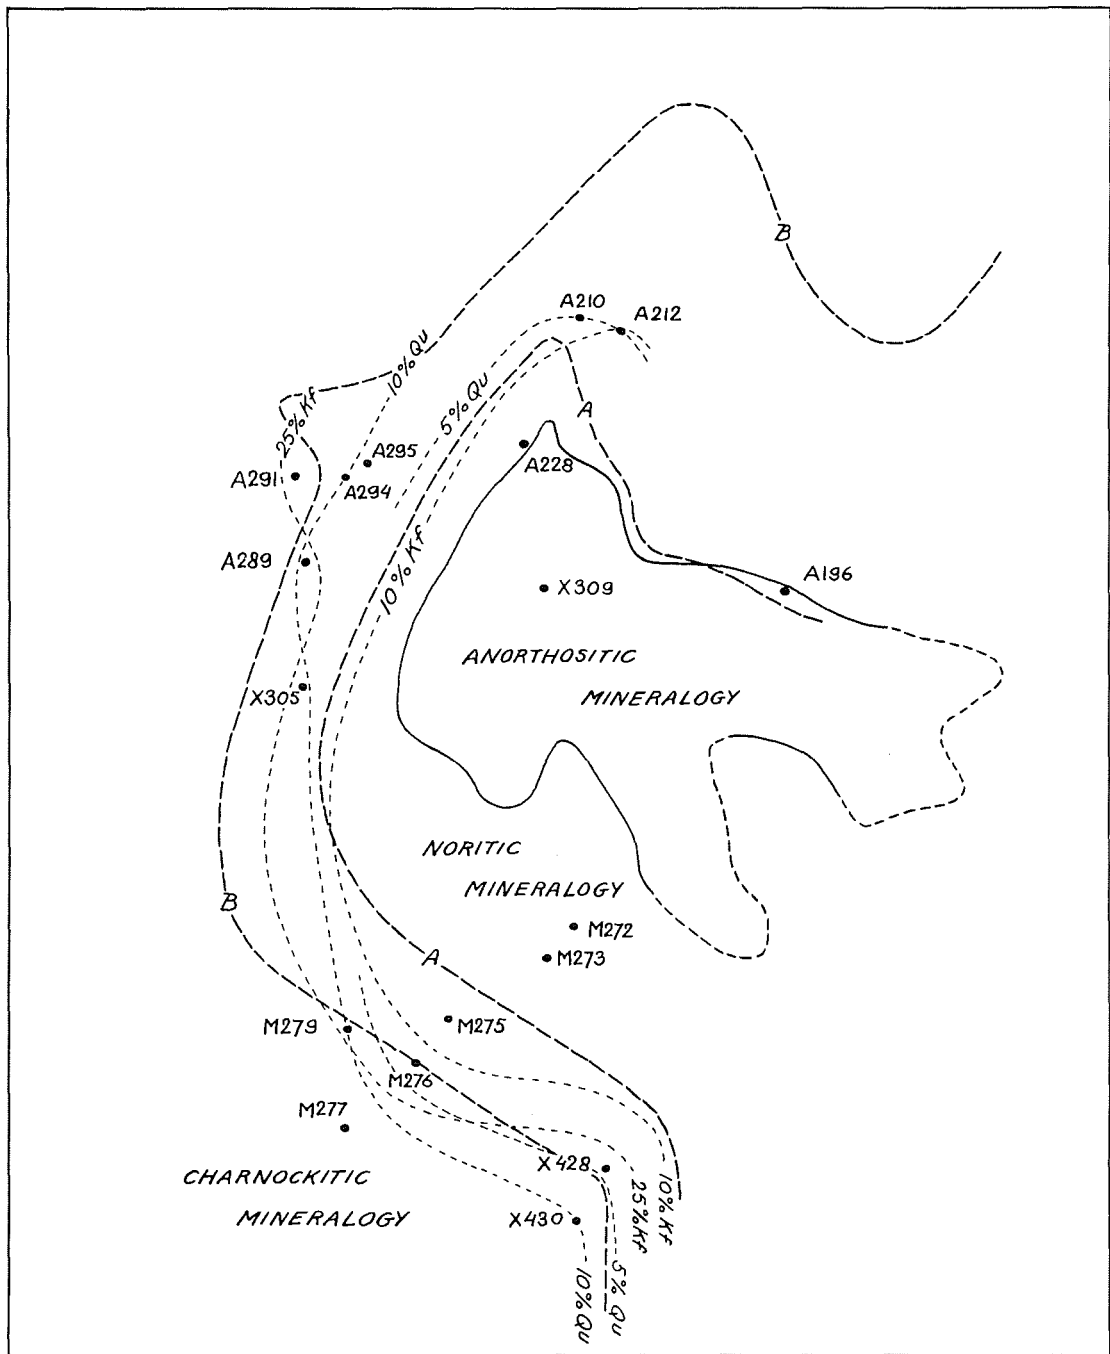 B
A210
A212
10% Qu
5% Qu
A
25% Kf
A295
A228
A291
A294
10% Kf
A289
A196
X309
ANORTHOSITIC
MINERALOGY
X305
NORITIC
MINERALOGY
B
M272
A
M273
M279
M275
M276
M277
X428
CHARNOCKITIC
MINERALOGY
X430
10% Kf
25% Kf
5% Qu
10% Qu